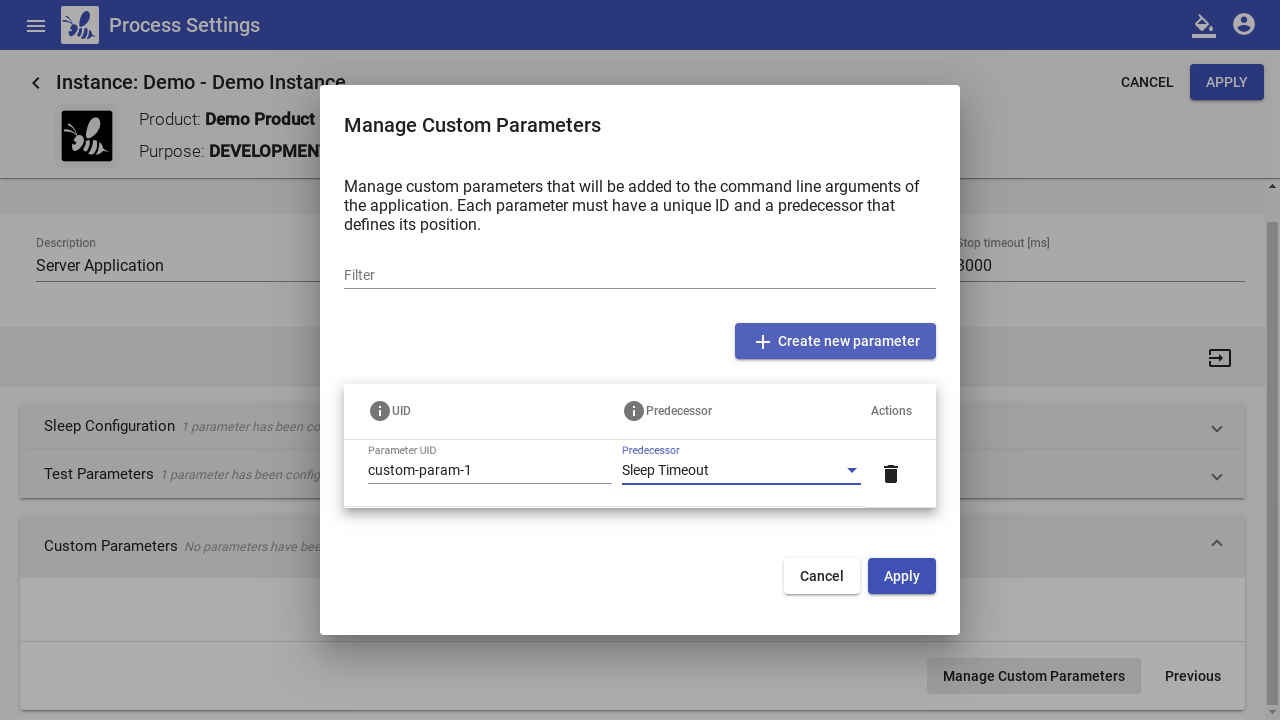 Process Settings
Instance: Demo - Demo Instance
CANCEL
APPLY
Product: Demo Product
Purpose: DEVELOPMENT
Manage Custom Parameters
Manage custom parameters that will be added to the command line arguments of
the application. Each parameter must have a unique ID and a predecessor that
defines its position.
Description
Server Application
Stop timeout [ms]
3000
Filter
Create new parameter
UID
Predecessor
Actions
Sleep Configuration 1 parameter has been co
Parameter UID
custom-param-1
Predecessor
Sleep Timeout
Test Parameters 1 parameter has been con
Custom Parameters No parameters have bee
Cancel
Apply
Manage Custom Parameters
Previous